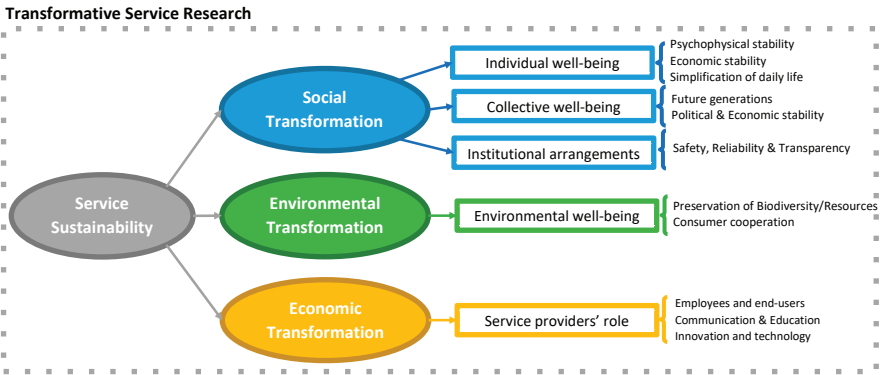 Transformative Service Research
Service
Sustainability
Social
Transformation
Individual well-being
Psychophysical stability
Economic stability
Simplification of daily life
Collective well-being
Future generations
Political & Economic stability
Institutional arrangements
Safety, Reliability & Transparency
Environmental
Transformation
Environmental well-being
Preservation of Biodiversity/Resources
Consumer cooperation
Economic
Transformation
Service providers’ role
Employees and end-users
Communication & Education
Innovation and technology